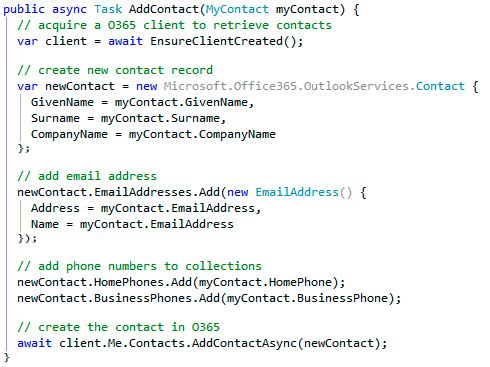 public async Task AddContact(MyContact myContact) {
  // acquire a O365 client to retrieve contacts
  var client = await EnsureClientCreated();

  // create new contact record
  var newContact = new Microsoft.Office365.OutlookServices.Contact {
    GivenName = myContact.GivenName,
    Surname = myContact.Surname,
    CompanyName = myContact.CompanyName
  };

  // add email address
  newContact.EmailAddresses.Add(new EmailAddress() {
    Address = myContact.EmailAddress,
    Name = myContact.EmailAddress
  });

  // add phone numbers to collections
  newContact.HomePhones.Add(myContact.HomePhone);
  newContact.BusinessPhones.Add(myContact.BusinessPhone);

  // create the contact in O365
  await client.Me.Contacts.AddContactAsync(newContact);
}